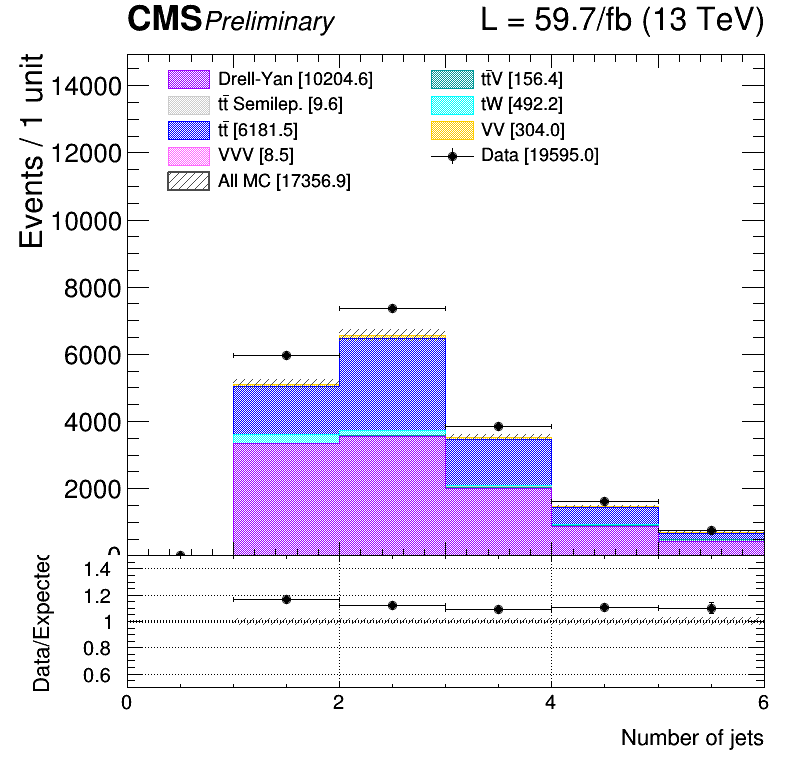 CMS Preliminary L = 59.7/fb (13 TeV)
Events / 1 unit
14000
12000
10000
8000
6000
4000
2000
0
Drell-Yan [10204.6]
tt̄ Semilep. [9.6]
tt̄ [6181.5]
VVV [8.5]
All MC [17356.9]
tt̄V [156.4]
tW [492.2]
VV [304.0]
Data [19595.0]
Data/Expected
1.4
1.2
1
0.8
0.6
0 2 4 6
Number of jets